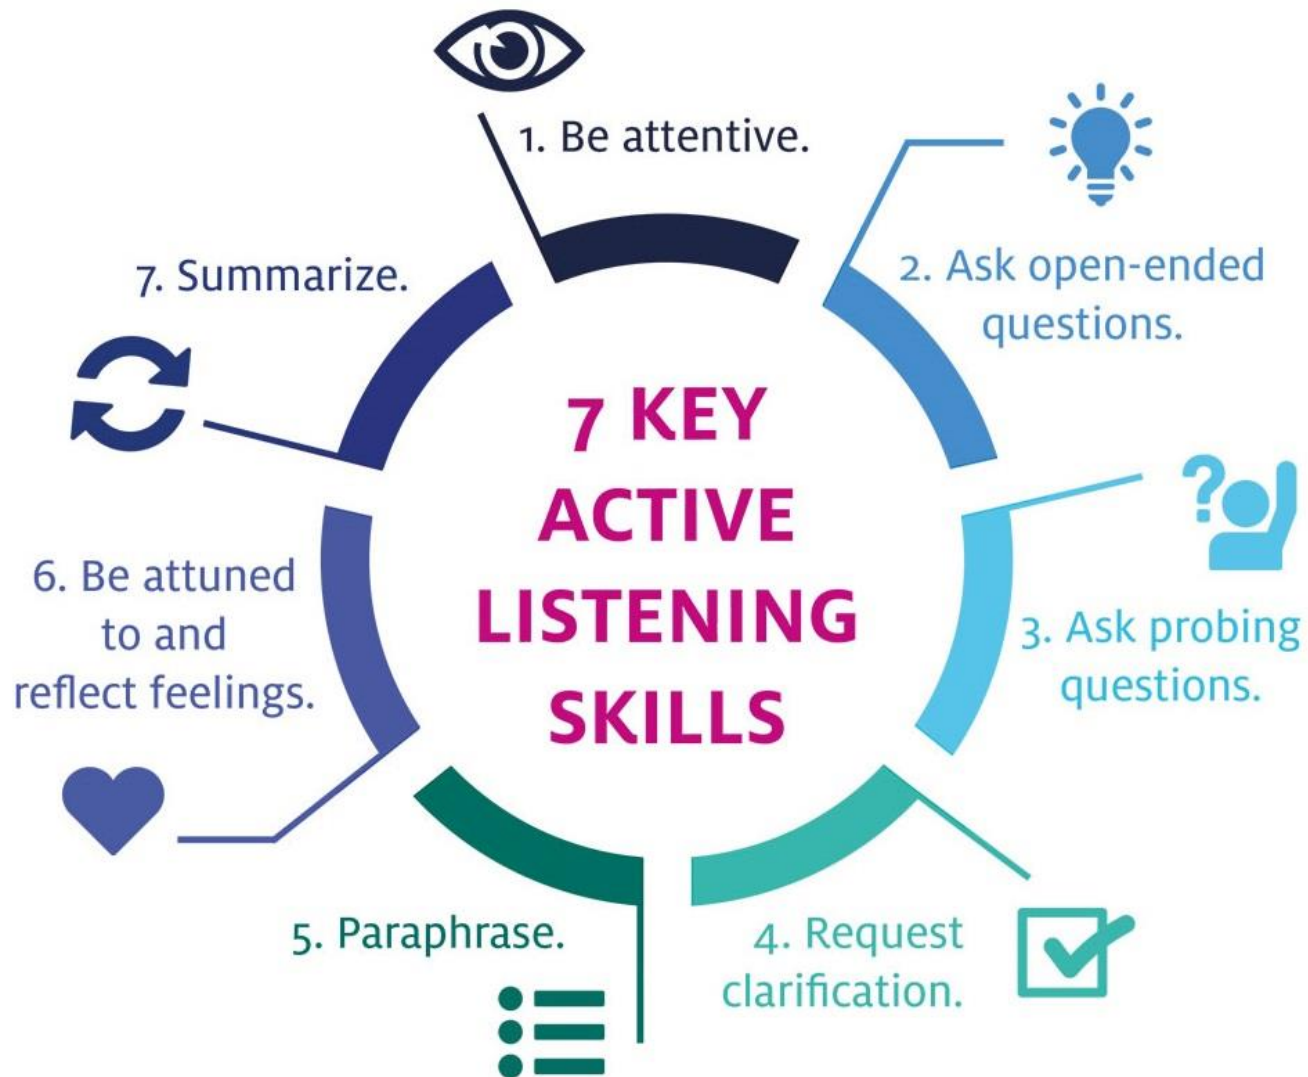 7 KEY
ACTIVE
LISTENING
SKILLS
1. Be attentive.
2. Ask open-ended
questions.
3. Ask probing
questions.
4. Request
clarification.
5. Paraphrase.
6. Be attuned
to and
reflect feelings.
7. Summarize.
?